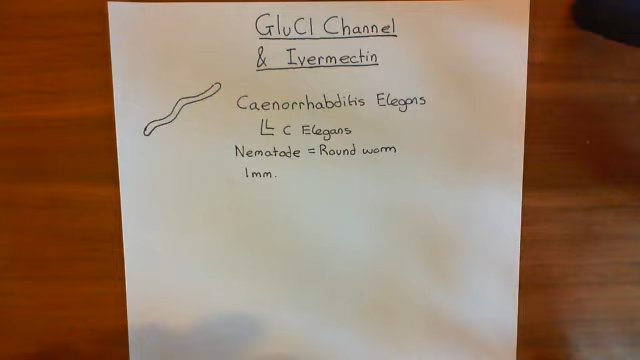 GluCl Channel
& Ivermectin
Caenorrhabditis Elegans
C Elegans
Nematode = Round worm
1mm.